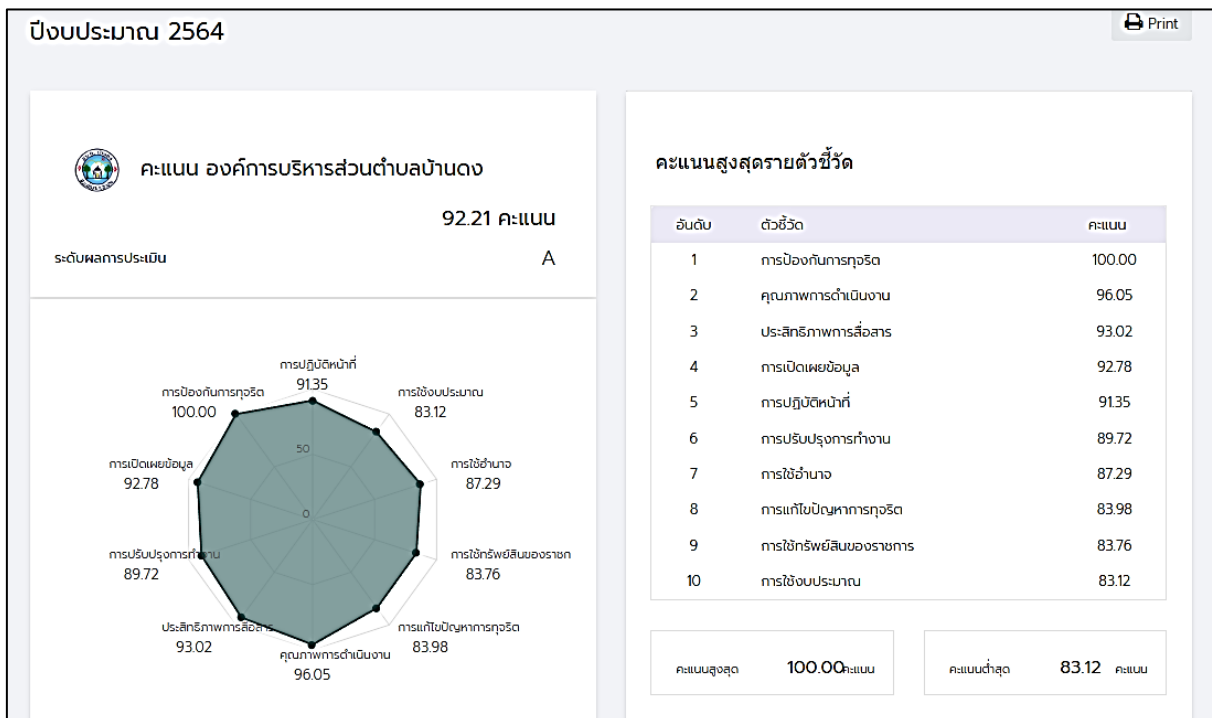 ปีงบประมาณ 2564
Print
คะแนน องค์การบริหารส่วนตำบลบ้านดง
92.21 คะแนน
ระดับผลการประเมิน A
การปฏิบัติหน้าที่
91.35
การป้องกันการทุจริต
100.00
การใช้งบประมาณ
83.12
50
การเปิดเผยข้อมูล
92.78
การใช้อำนาจ
87.29
0
การปรับปรุงการทำงาน
89.72
การใช้ทรัพย์สินของราชก
83.76
ประสิทธิภาพการสื่อสาร
93.02
การแก้ไขปัญหาการทุจริต
83.98
คุณภาพการดำเนินงาน
96.05
คะแนนสูงสุดรายตัวชี้วัด
อันดับ ตัวชี้วัด คะแนน
1 การป้องกันการทุจริต 100.00
2 คุณภาพการดำเนินงาน 96.05
3 ประสิทธิภาพการสื่อสาร 93.02
4 การเปิดเผยข้อมูล 92.78
5 การปฏิบัติหน้าที่ 91.35
6 การปรับปรุงการทำงาน 89.72
7 การใช้อำนาจ 87.29
8 การแก้ไขปัญหาการทุจริต 83.98
9 การใช้ทรัพย์สินของราชการ 83.76
10 การใช้งบประมาณ 83.12
คะแนนสูงสุด 100.00 คะแนน
คะแนนต่ำสุด 83.12 คะแนน